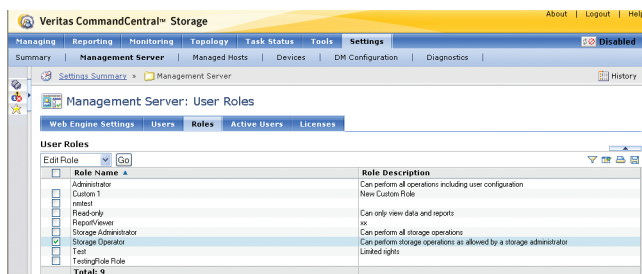 Veritas CommandCentral™ Storage
About | Logout | Help
Managing Reporting Monitoring Topology Task Status Tools Settings Disabled
Summary | Management Server | Managed Hosts | Devices | DM Configuration | Diagnostics |
Settings Summary » Management Server History
Management Server: User Roles
Web Engine Settings Users Roles Active Users Licenses
User Roles
Edit Role Go
Role Name Role Description
Administrator Can perform all operations including user configuration
Custom 1 New Custom Role
nmtest
Read-only Can only view data and reports
ReportViewer xx
Storage Administrator Can perform all storage operations
Storage Operator Can perform storage operations as allowed by a storage administrator
Test Limited rights
TestingRole Role
Total: 9